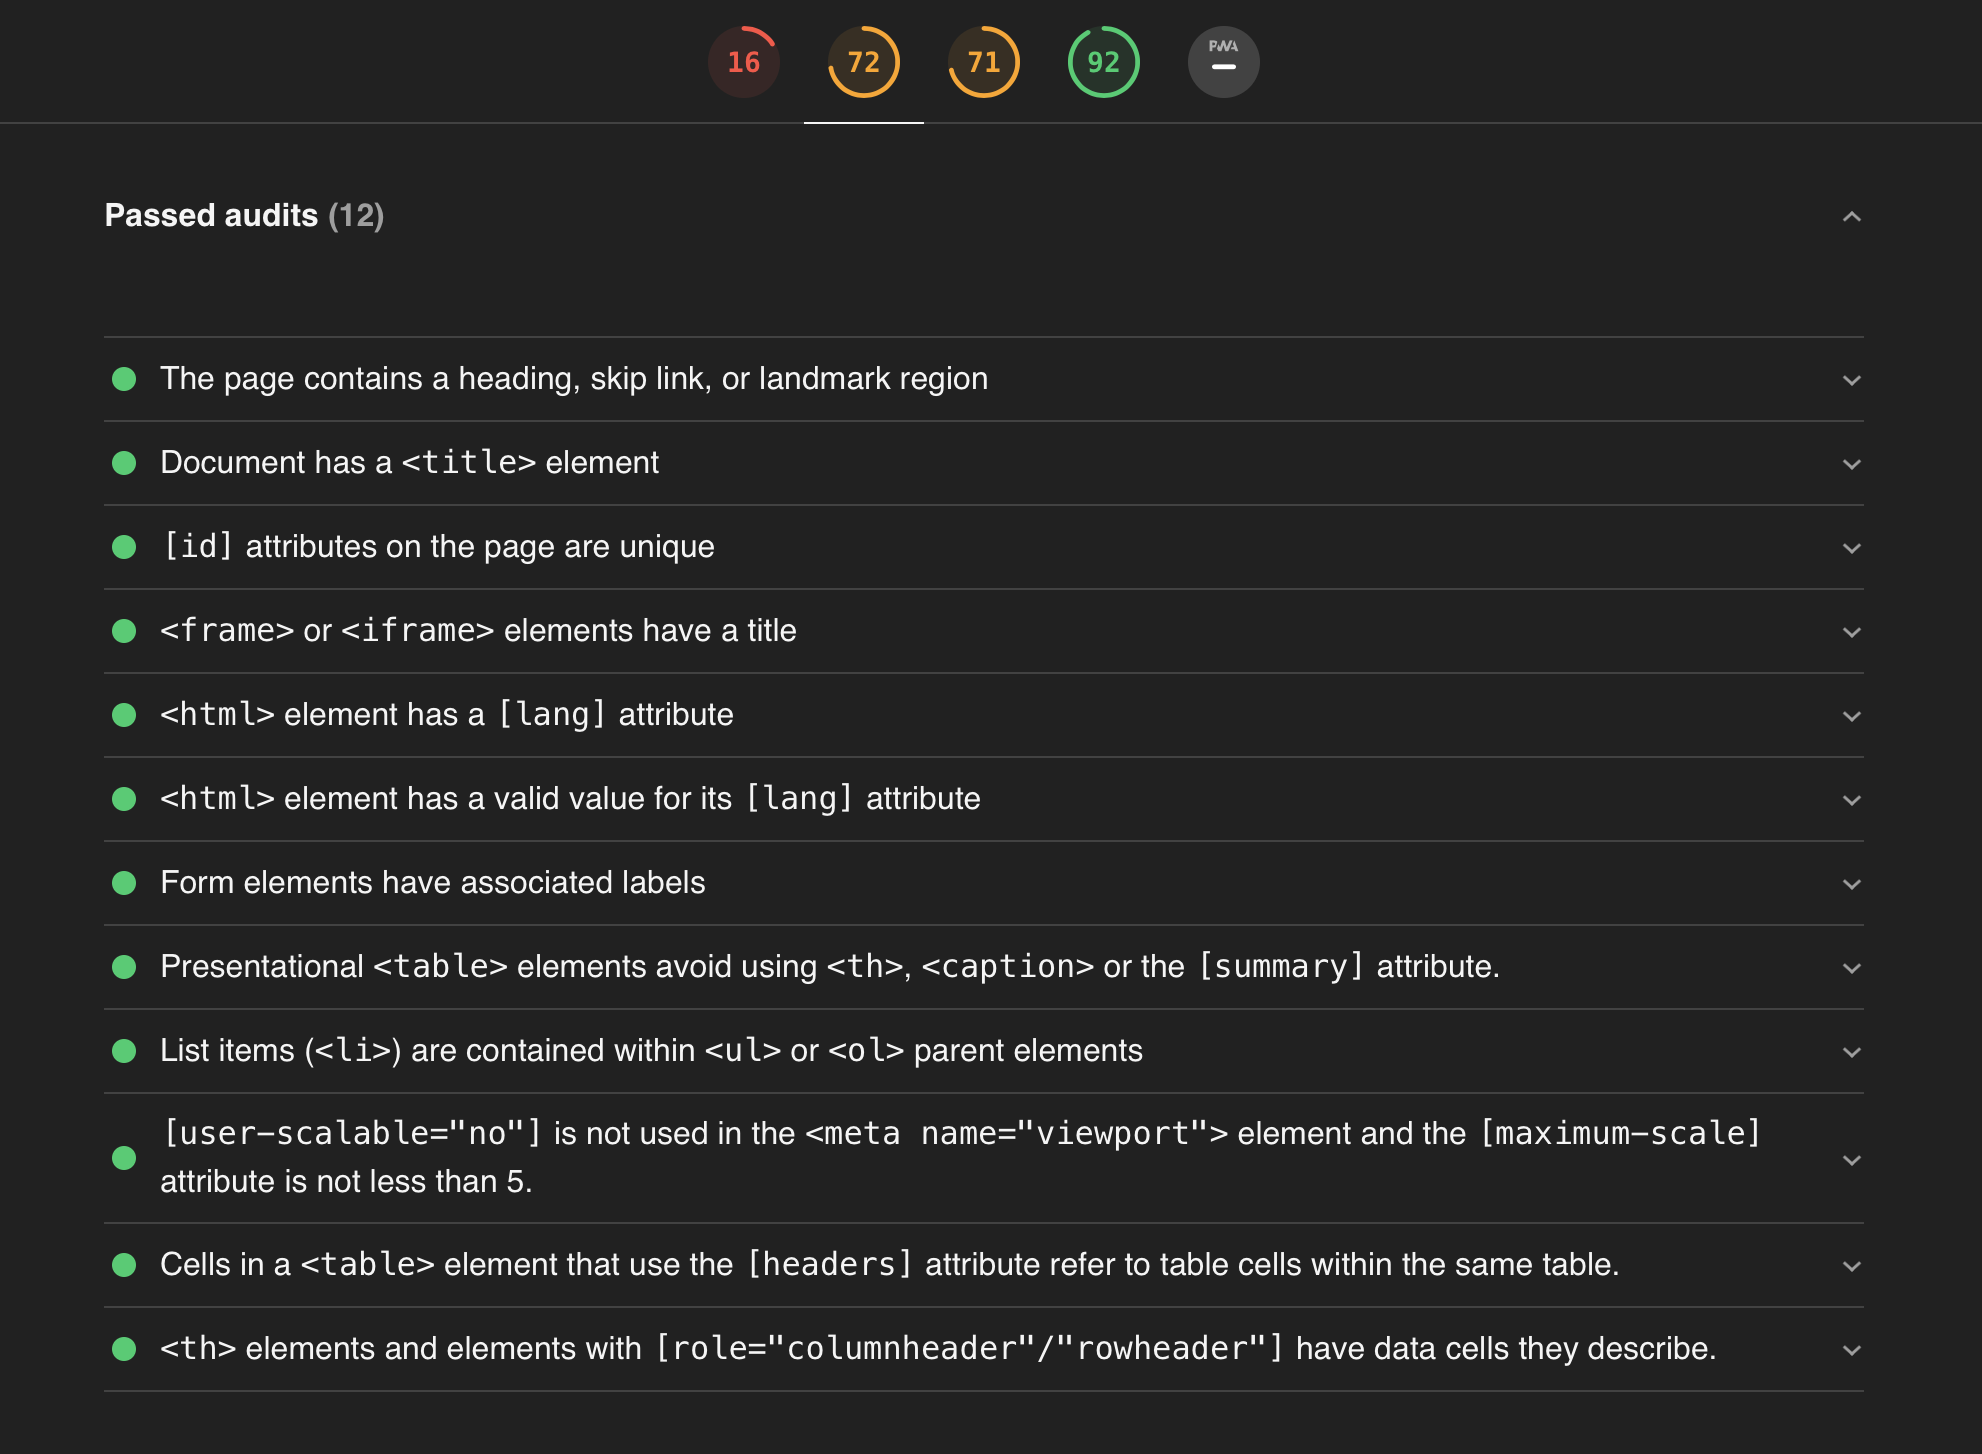 16 72 71 92 PWA
Passed audits (12)
The page contains a heading, skip link, or landmark region
Document has a <title> element
[id] attributes on the page are unique
<frame> or <iframe> elements have a title
<html> element has a [lang] attribute
<html> element has a valid value for its [lang] attribute
Form elements have associated labels
Presentational <table> elements avoid using <th>, <caption> or the [summary] attribute.
List items (<li>) are contained within <ul> or <ol> parent elements
[user-scalable="no"] is not used in the <meta name="viewport"> element and the [maximum-scale]
attribute is not less than 5.
Cells in a <table> element that use the [headers] attribute refer to table cells within the same table.
<th> elements and elements with [role="columnheader"/"rowheader"] have data cells they describe.